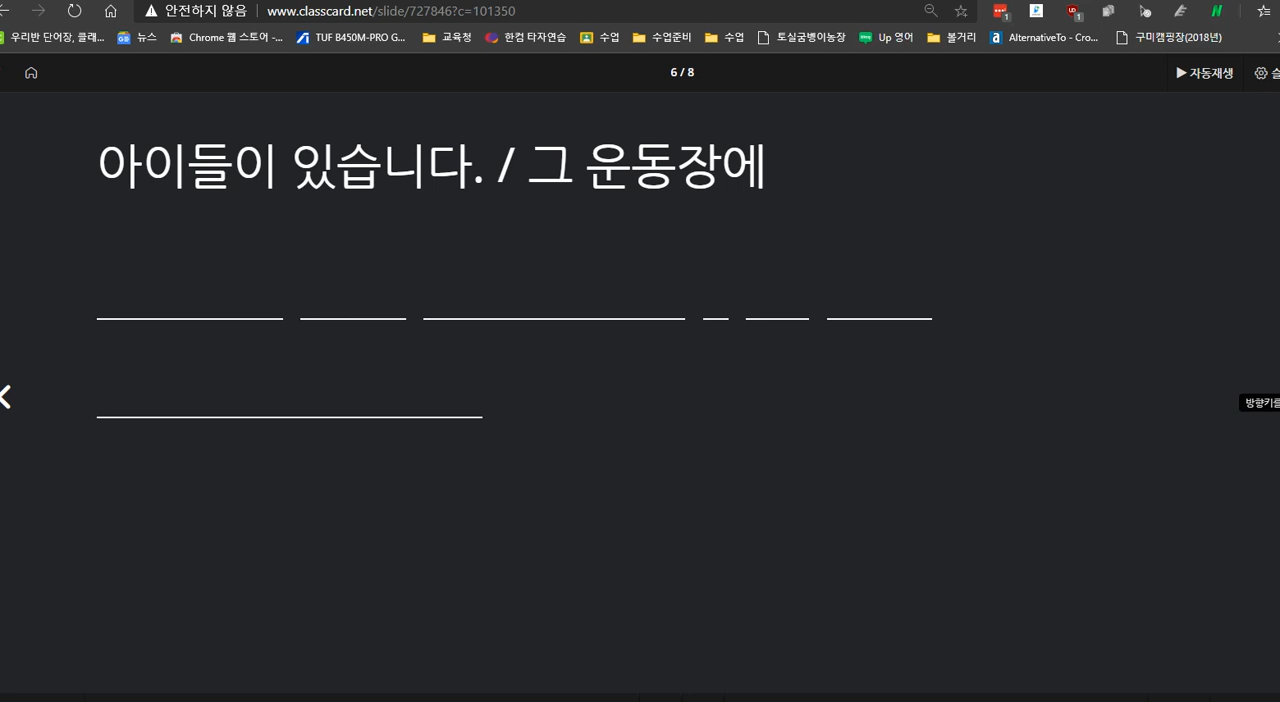 안전하지 않음 | www.classcard.net/slide/727846?c=101350
우리반 단어장, 클래... 뉴스 Chrome 웹 스토어 -... TUF B450M-PRO G... 교육청 한컴 타자연습 수업 수업준비 수업 토실굼벵이농장 Up 영어 볼거리 AlternativeTo - Cro... 구미캠핑장(2018년)
6 / 8 ▶ 자동재생 슬
아이들이 있습니다. / 그 운동장에
방향키를